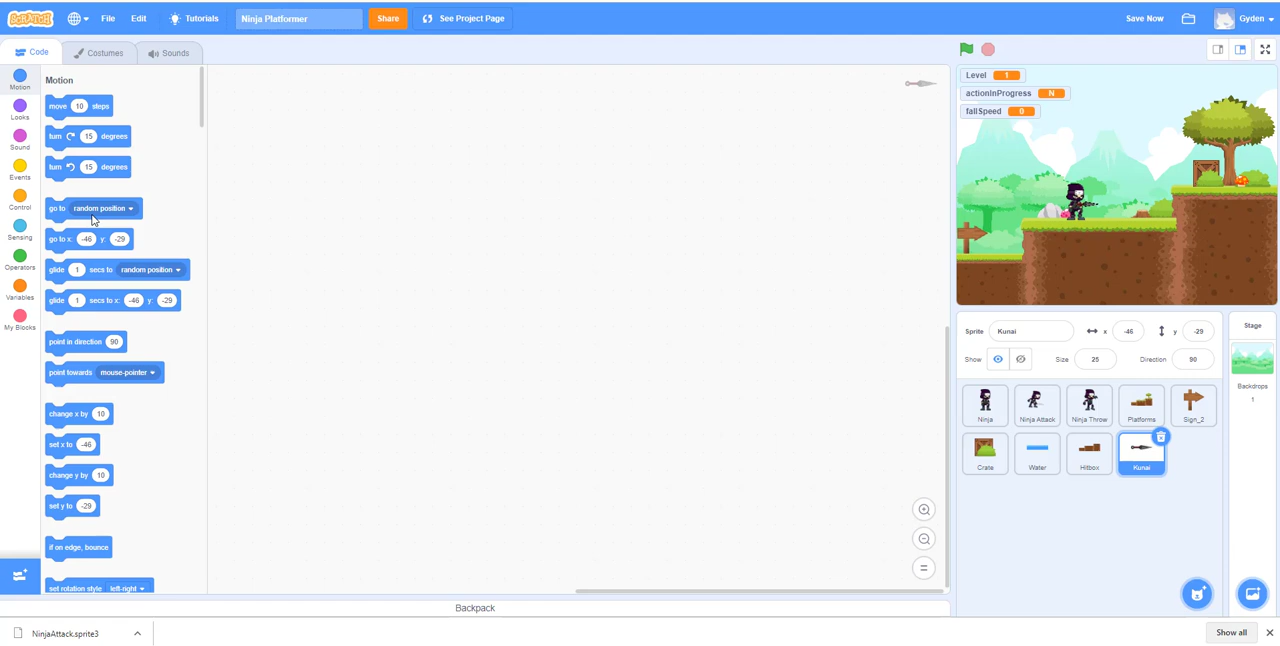 SCRATCH File Edit Tutorials Ninja Platformer Share See Project Page Save Now Gyden
Code Costumes Sounds
Motion
Looks
Sound
Events
Control
Sensing
Operators
Variables
My Blocks
Motion
move 10 steps
turn 15 degrees
turn 15 degrees
go to random position
go to x: -46 y: -29
glide 1 secs to random position
glide 1 secs to x: -46 y: -29
point in direction 90
point towards mouse-pointer
change x by 10
set x to -46
change y by 10
set y to -29
if on edge, bounce
set rotation style left-right
Level 1
actionInProgress N
fallSpeed 0
Sprite Kunai x -46 y -29
Show Size 25 Direction 90
Ninja Ninja Attack Ninja Throw Platforms Sign_2
Crate Water Hitbox Kunai
Stage
Backdrops
1
Backpack
NinjaAttack.sprite3 Show all